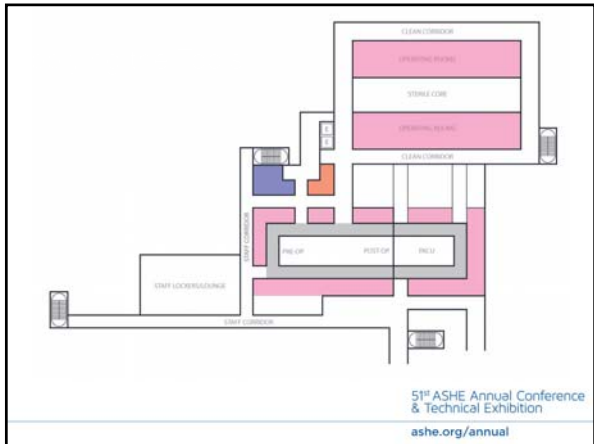 CLEAN CORRIDOR
OPERATING ROOMS
STERILE CORE
OPERATING ROOMS
E
E
CLEAN CORRIDOR
STAFF CORRIDOR
PRE-OP
POST-OP
PACU
STAFF LOCKERS/LOUNGE
STAFF CORRIDOR
51st ASHE Annual Conference
& Technical Exhibition
ashe.org/annual